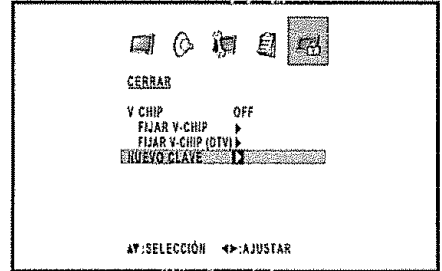 CERRAR
V CHIP OFF
FIJAR V-CHIP ▶
FIJAR V-CHIP (DTV) ▶
NUEVO CLAVE ▶
▲▼:SELECCIÓN ◀▶:AJUSTAR